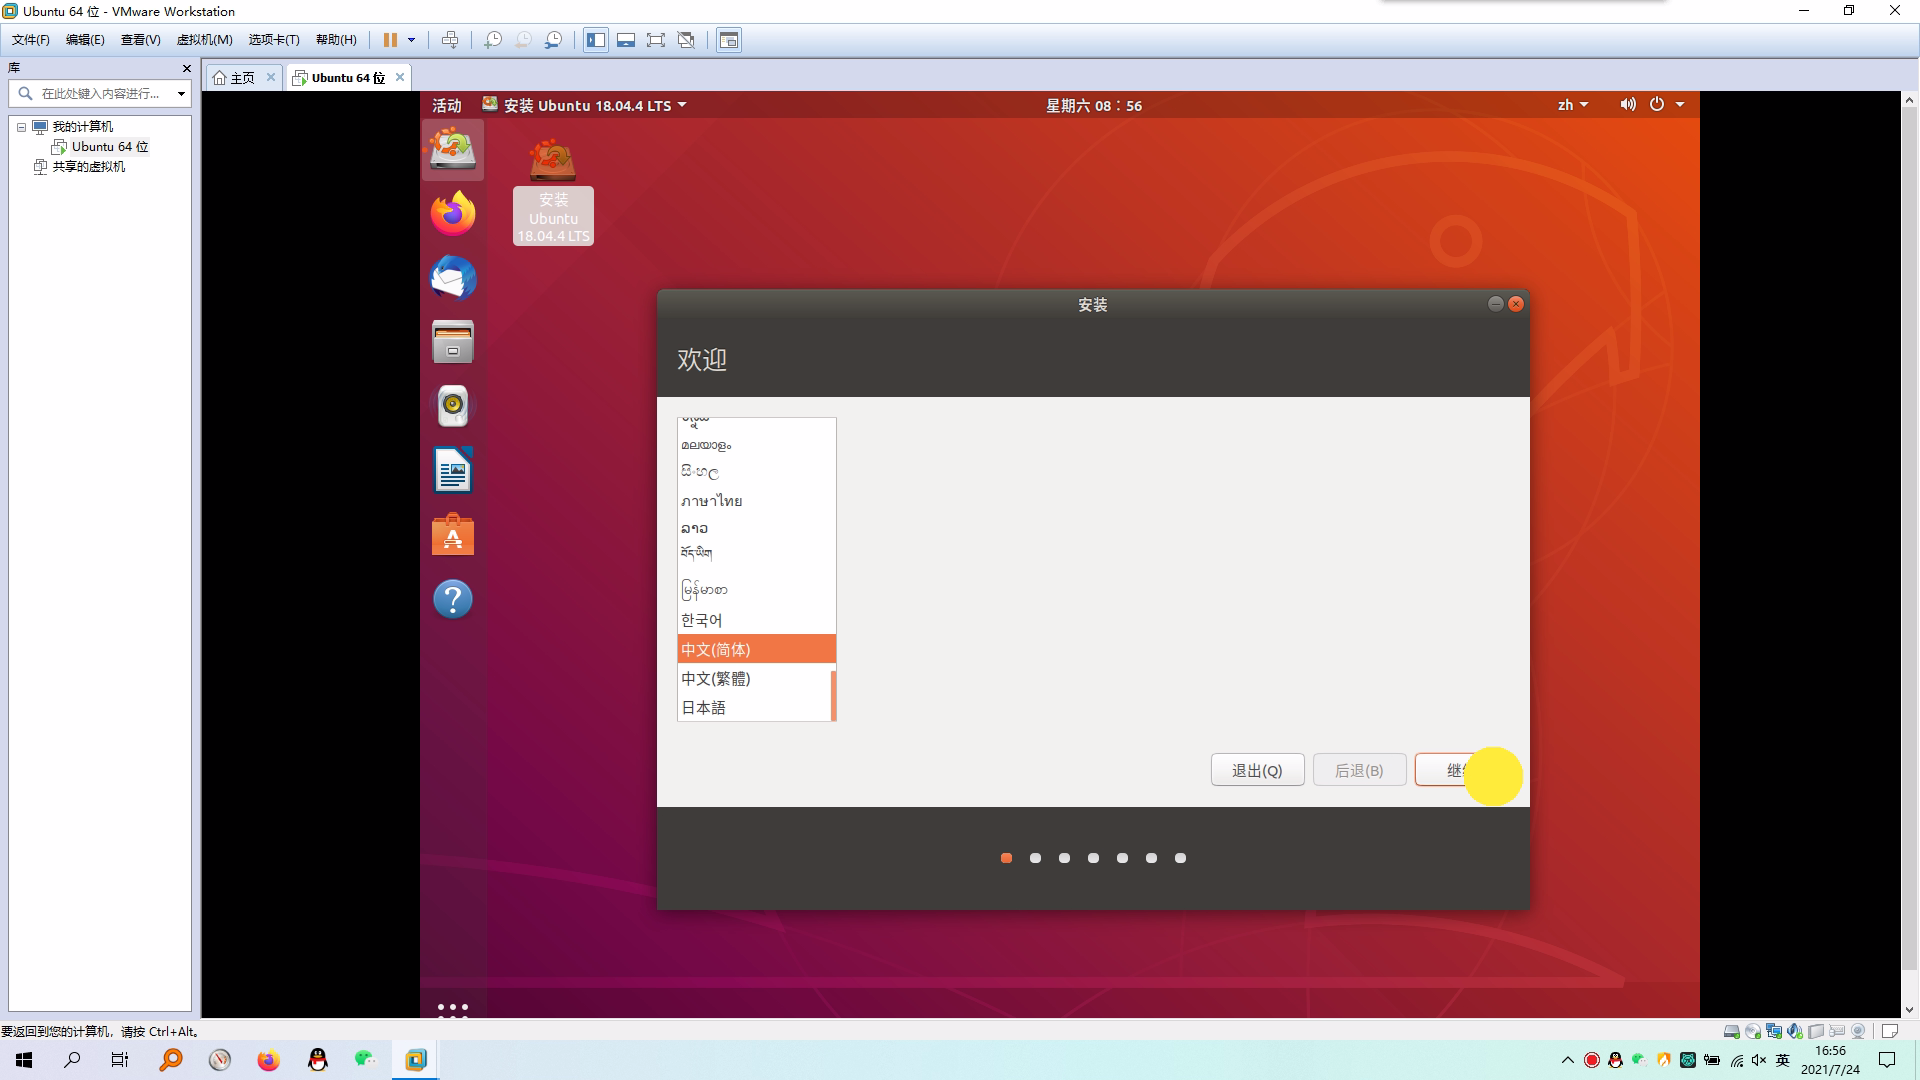 Ubuntu 64 位 - VMware Workstation
文件(F) 编辑(E) 查看(V) 虚拟机(M) 选项卡(T) 帮助(H)
库
主页
Ubuntu 64 位
在此处键入内容进行...
我的计算机
Ubuntu 64 位
共享的虚拟机
活动
安装 Ubuntu 18.04.4 LTS
星期六 08：56
zh
安装
Ubuntu
18.04.4 LTS
安装
欢迎
മലയാളം
සිංහල
ภาษาไทย
ລາວ
བོད་ཡིག
မြန်မာစာ
한국어
中文(简体)
中文(繁體)
日本語
退出(Q)
后退(B)
要返回到您的计算机，请按 Ctrl+Alt。
英
16:56
2021/7/24